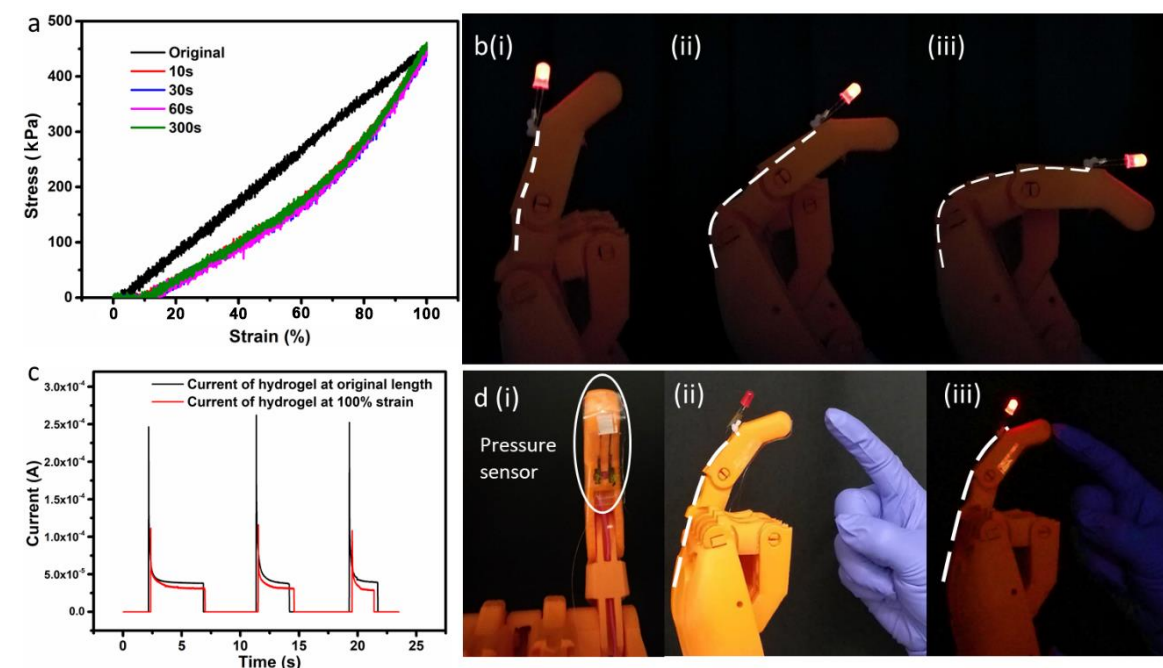 a
500
400
300
200
100
0
Stress ( kPa)
Original
10s
30s
60s
300s
0 20 40 60 80 100
Strain (%)
b(i)
(ii)
(iii)
c
3.0x10⁻⁴
2.5x10⁻⁴
2.0x10⁻⁴
1.5x10⁻⁴
1.0x10⁻⁴
5.0x10⁻⁵
0.0
Current (A)
Current of hydrogel at original length
Current of hydrogel at 100% strain
0 5 10 15 20 25
Time (s)
d (i)
Pressure
sensor
(ii)
(iii)